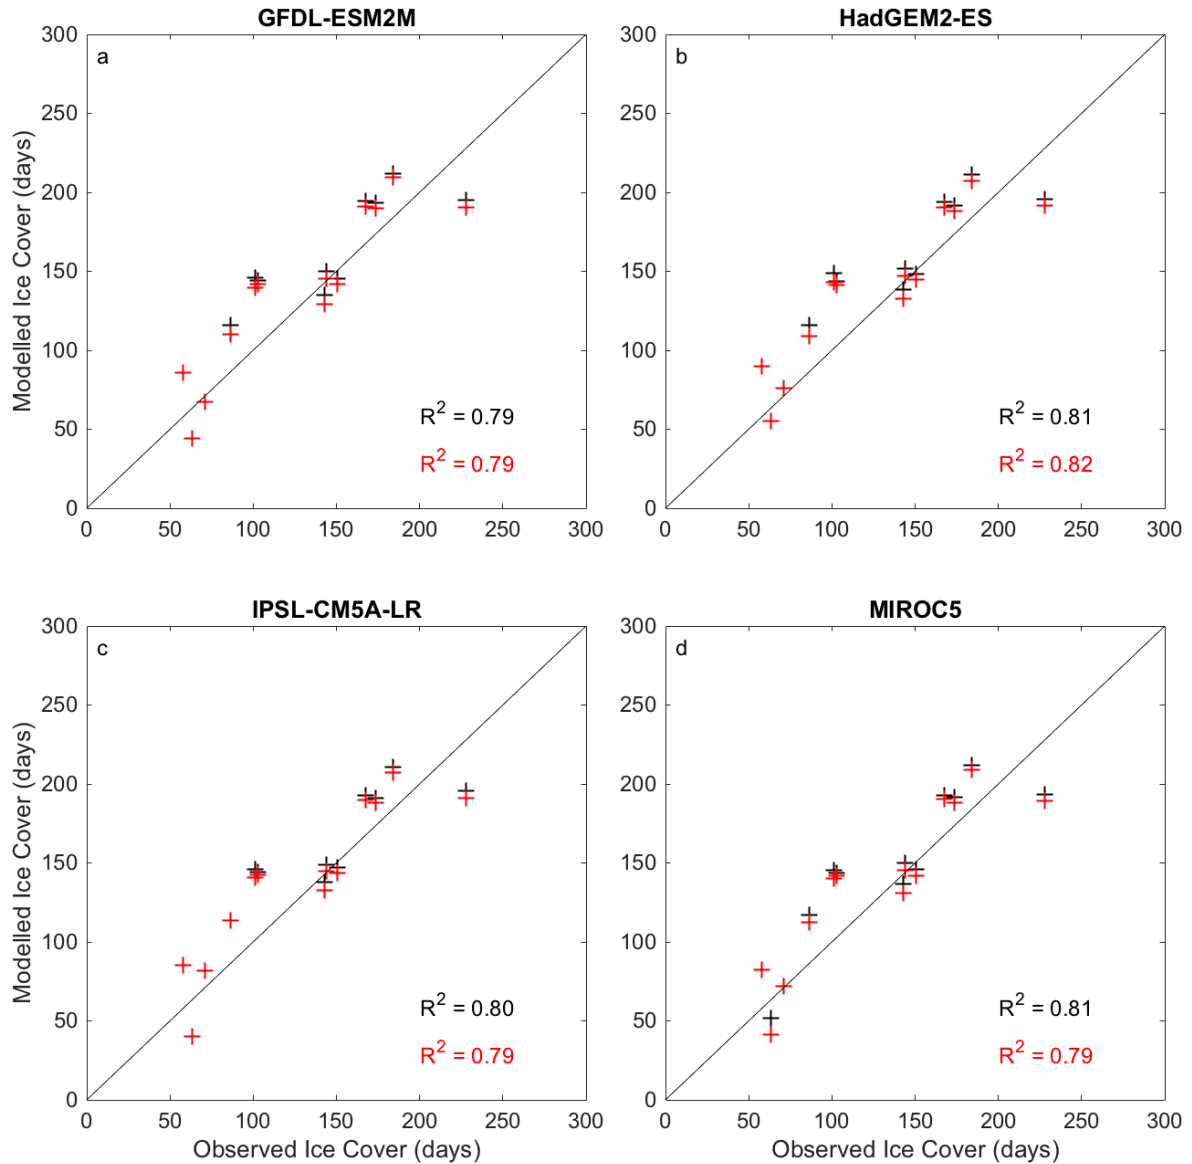 GFDL-ESM2M
HadGEM2-ES
300
250
200
150
100
50
0
a
Modelled Ice Cover (days)
R² = 0.79
R² = 0.79
0 50 100 150 200 250 300
300
250
200
150
100
50
0
b
R² = 0.81
R² = 0.82
0 50 100 150 200 250 300
IPSL-CM5A-LR
MIROC5
300
250
200
150
100
50
0
c
Modelled Ice Cover (days)
R² = 0.80
R² = 0.79
0 50 100 150 200 250 300
Observed Ice Cover (days)
300
250
200
150
100
50
0
d
R² = 0.81
R² = 0.79
0 50 100 150 200 250 300
Observed Ice Cover (days)